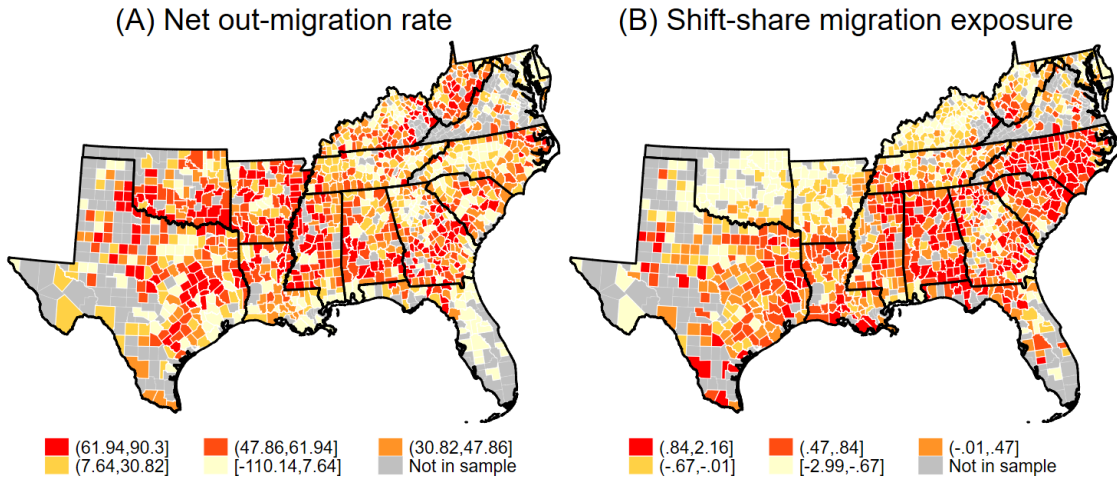 (A) Net out-migration rate
(B) Shift-share migration exposure
(61.94,90.3] (47.86,61.94] (30.82,47.86]
(7.64,30.82] [-110.14,7.64] Not in sample
(.84,2.16] (.47,.84] (-.01,.47]
(-.67,-.01] [-2.99,-.67] Not in sample